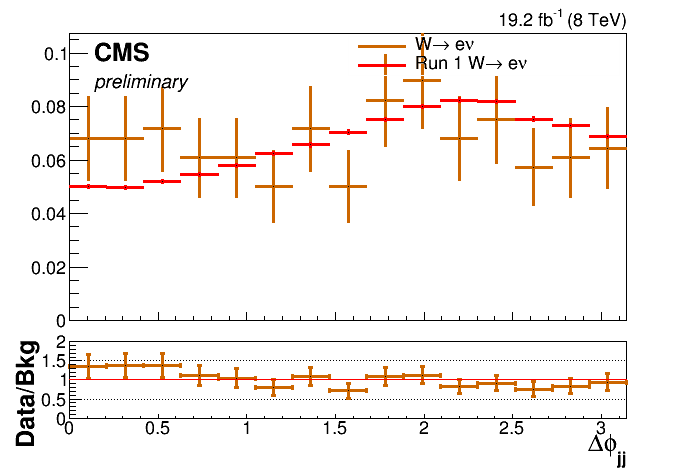 19.2 fb⁻¹ (8 TeV)
CMS
preliminary
W→ eν
Run 1 W→ eν
0.1
0.08
0.06
0.04
0.02
0
Data/Bkg
2
1.5
1
0.5
0
0 0.5 1 1.5 2 2.5 3
Δϕjj